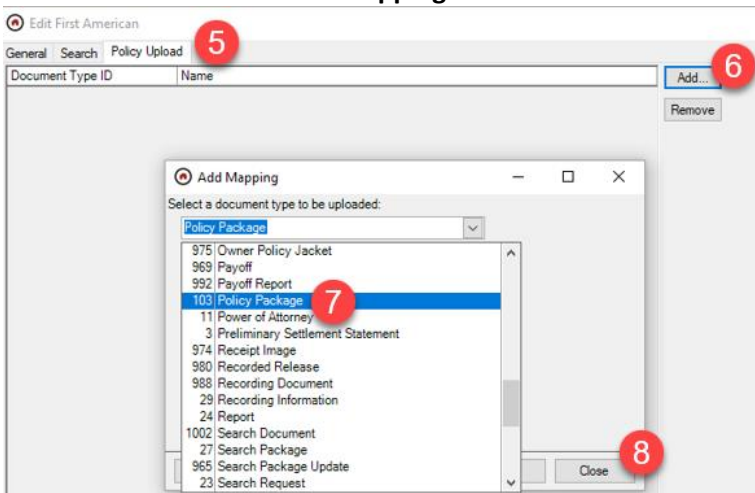 Edit First American
General Search Policy Upload 5
Document Type ID Name
Add... 6
Remove
Add Mapping
Select a document type to be uploaded:
Policy Package
975 Owner Policy Jacket
969 Payoff
992 Payoff Report
103 Policy Package 7
11 Power of Attorney
3 Preliminary Settlement Statement
974 Receipt Image
980 Recorded Release
988 Recording Document
29 Recording Information
24 Report
1002 Search Document
27 Search Package
965 Search Package Update
23 Search Request
Close 8